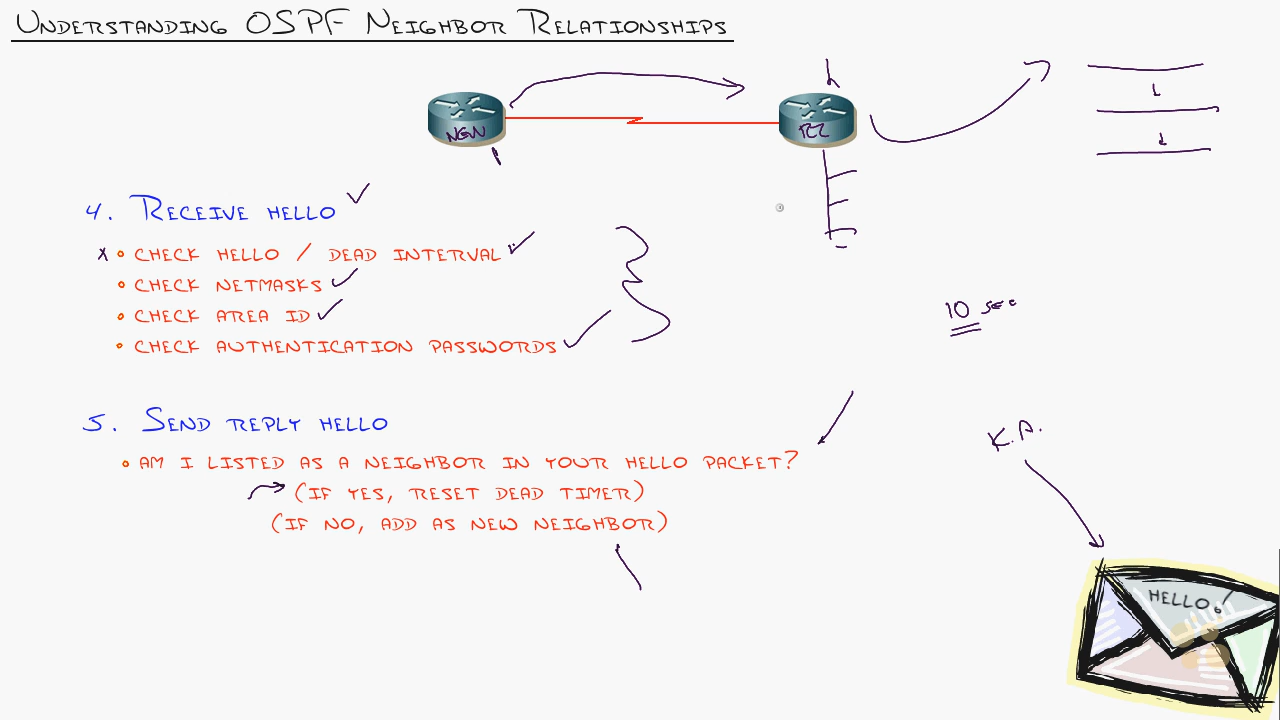 Understanding OSPF Neighbor Relationships
NEW
4. Receive hello
x • check hello / dead interval
• check netmasks
• check area id
• check authentication passwords
10 sec
5. Send reply hello
K.A.
• am i listed as a neighbor in your hello packet?
(if yes, reset dead timer)
(if no, add as new neighbor)
HELLO!